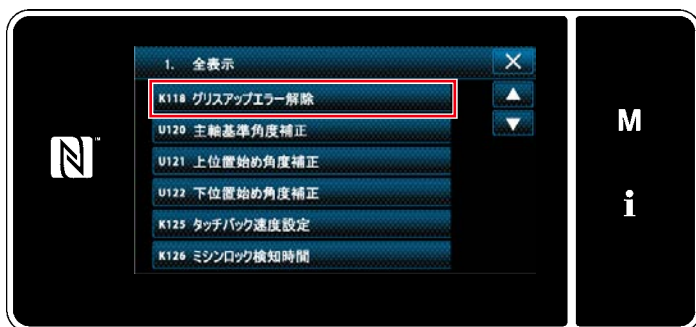 1. 全表示
K118 グリスアップエラー解除
U120 主軸基準角度補正
U121 上位置始め角度補正
U122 下位置始め角度補正
K125 タッチバック速度設定
K126 ミシンロック検知時間
M
i